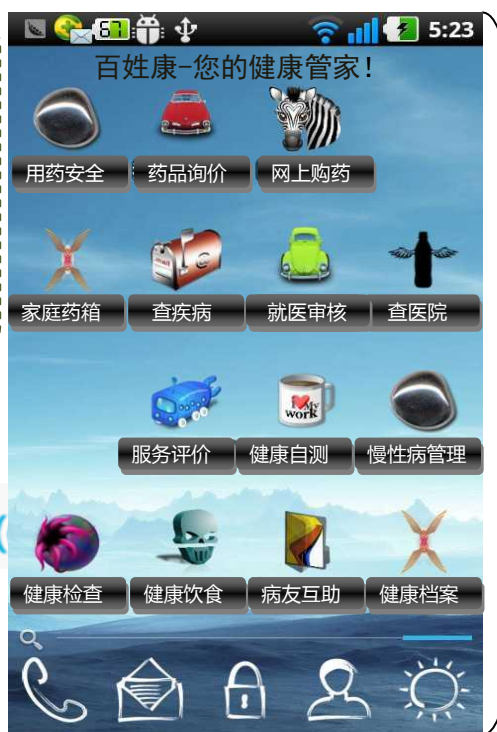 67 5:23
百姓康-您的健康管家!
用药安全 药品询价 网上购药
家庭药箱 查疾病 就医审核 查医院
I My
work
服务评价 健康自测 慢性病管理
健康检查 健康饮食 病友互助 健康档案